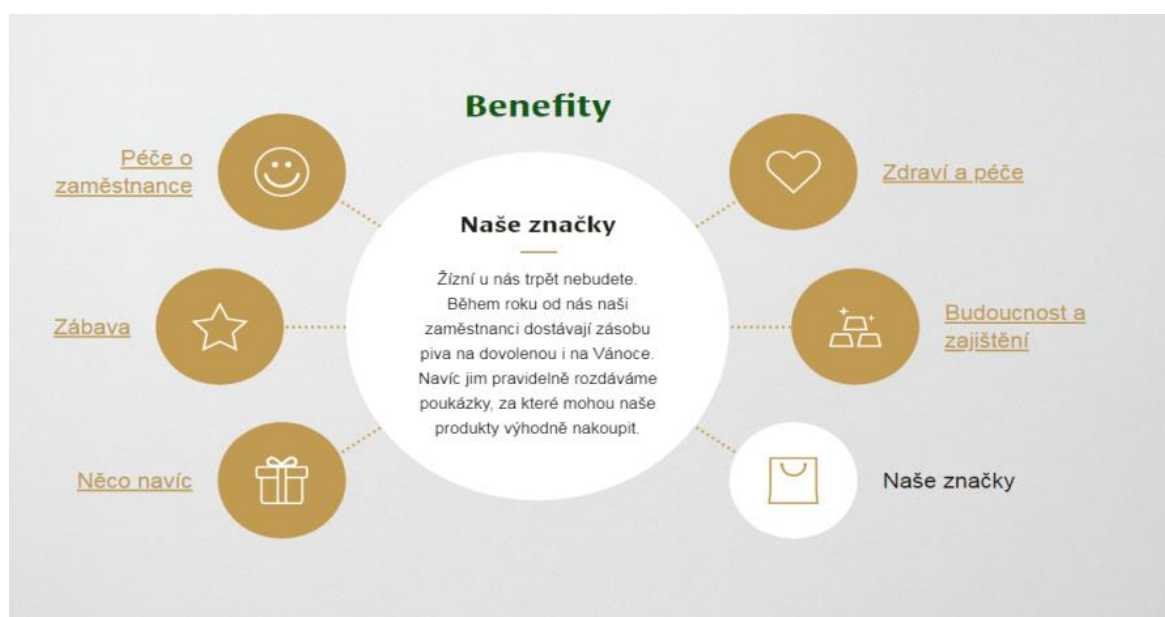 Benefity
Péče o
zaměstnance
Zábava
Něco navíc
Naše značky
Žízní u nás trpět nebudete.
Během roku od nás naši
zaměstnanci dostávají zásobu
piva na dovolenou i na Vánoce.
Navíc jim pravidelně rozdáváme
poukázky, za které mohou naše
produkty výhodně nakoupit.
Zdraví a péče
Budoucnost a
zajištění
Naše značky